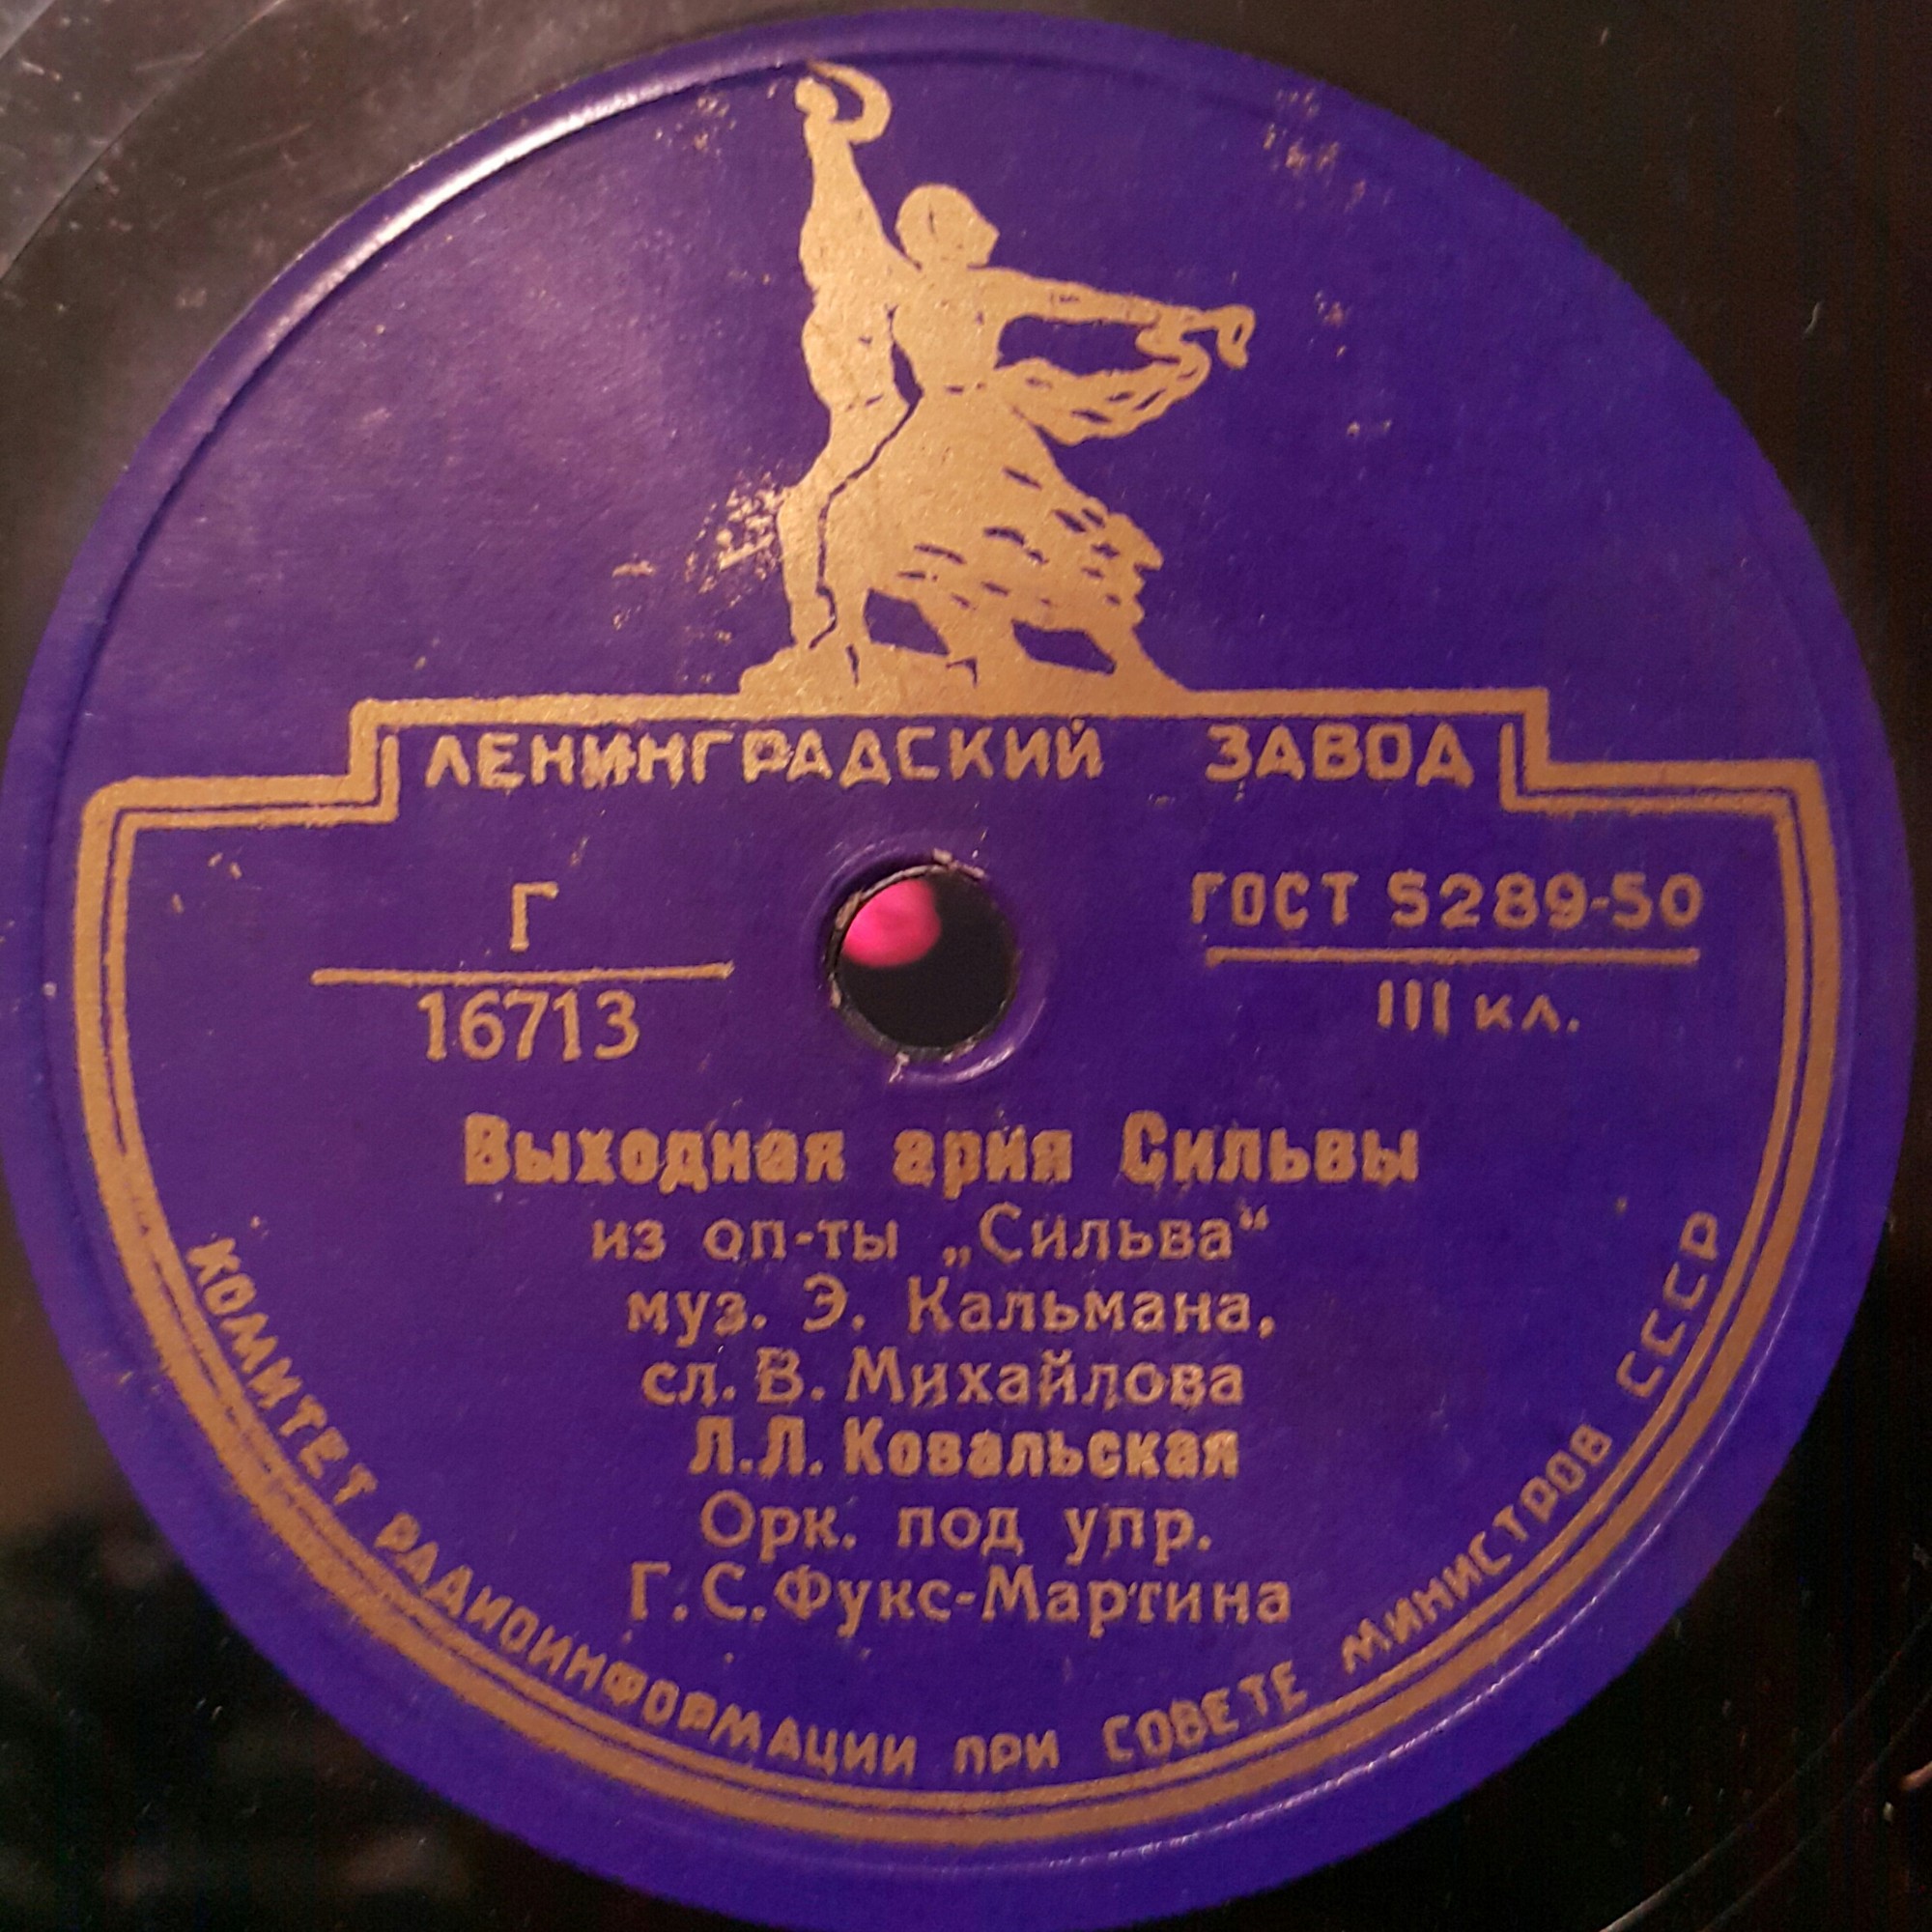 ЛЕНИНГРАДСКИЙ ЗАВОД
Г
16713
ГОСТ 5289-50
III кл.
Выходная ария Сильвы
из оп-ты „Сильва“
муз. Э. Кальмана,
сл. В. Михайлова
Л.Л. Ковальская
Орк. под упр.
Г.С.Фукс-Мартина
КОМИТЕТ РАДИОИНФОРМАЦИИ ПРИ СОВЕТЕ МИНИСТРОВ СССР